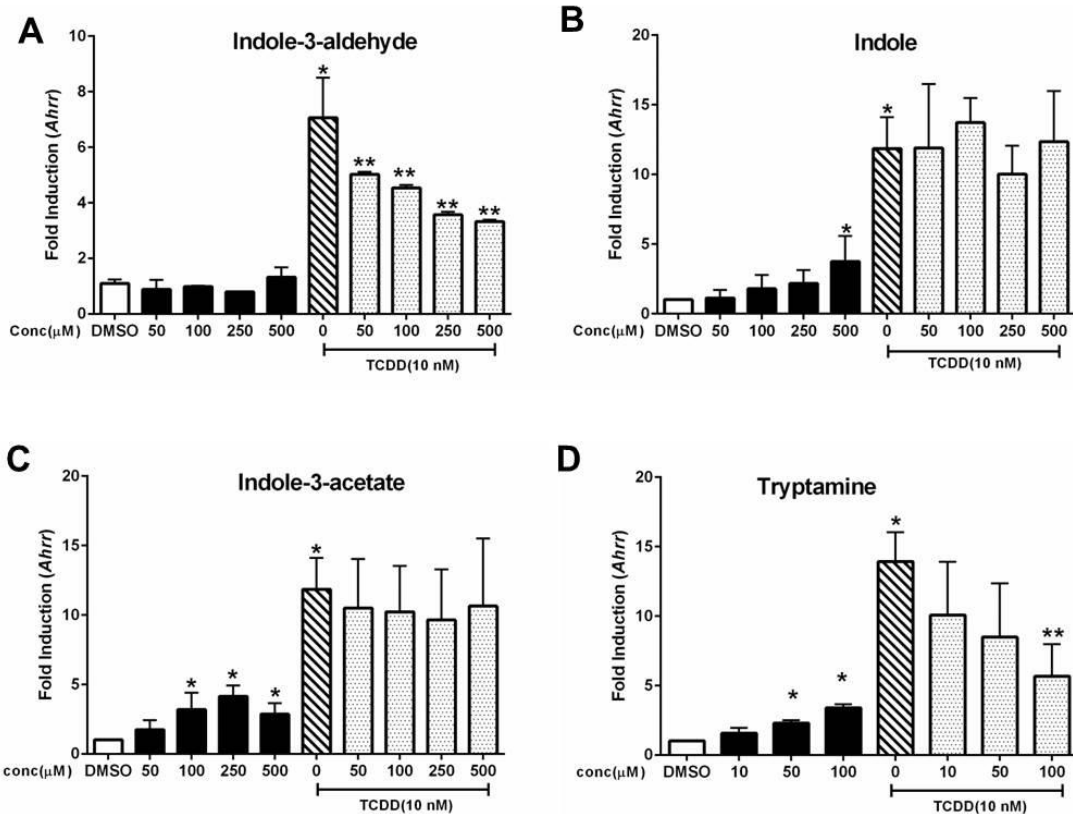 A
Indole-3-aldehyde
Fold Induction (Ahrr)
10
8
6
4
2
0
*
**
**
**
**
Conc(μM) DMSO 50 100 250 500 0 50 100 250 500
TCDD(10 nM)
B
Indole
Fold Induction (Ahrr)
20
15
10
5
0
*
*
Conc(μM) DMSO 50 100 250 500 0 50 100 250 500
TCDD(10 nM)
C
Indole-3-acetate
Fold Induction (Ahrr)
20
15
10
5
0
*
*
*
*
conc(μM) DMSO 50 100 250 500 0 50 100 250 500
TCDD(10 nM)
D
Tryptamine
Fold Induction (Ahrr)
20
15
10
5
0
*
*
*
**
conc(μM) DMSO 10 50 100 0 10 50 100
TCDD(10 nM)